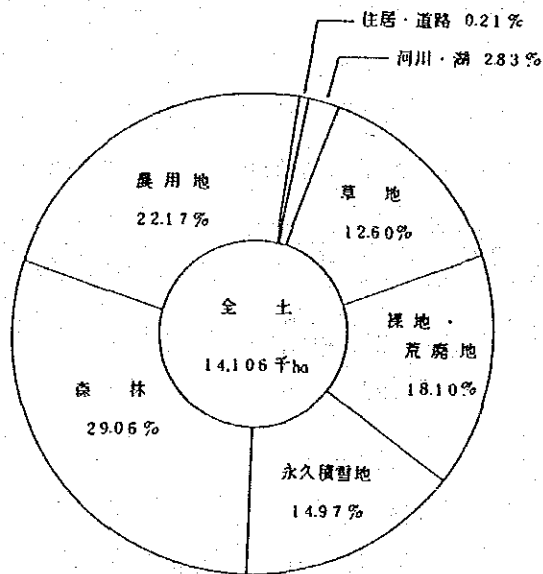 住居・道路 0.21%
河川・湖 2.83%
農用地
22.17%
草地
12.60%
全土
14.106千ha
裸地・
荒廃地
18.10%
森林
29.06%
永久積雪地
14.97%